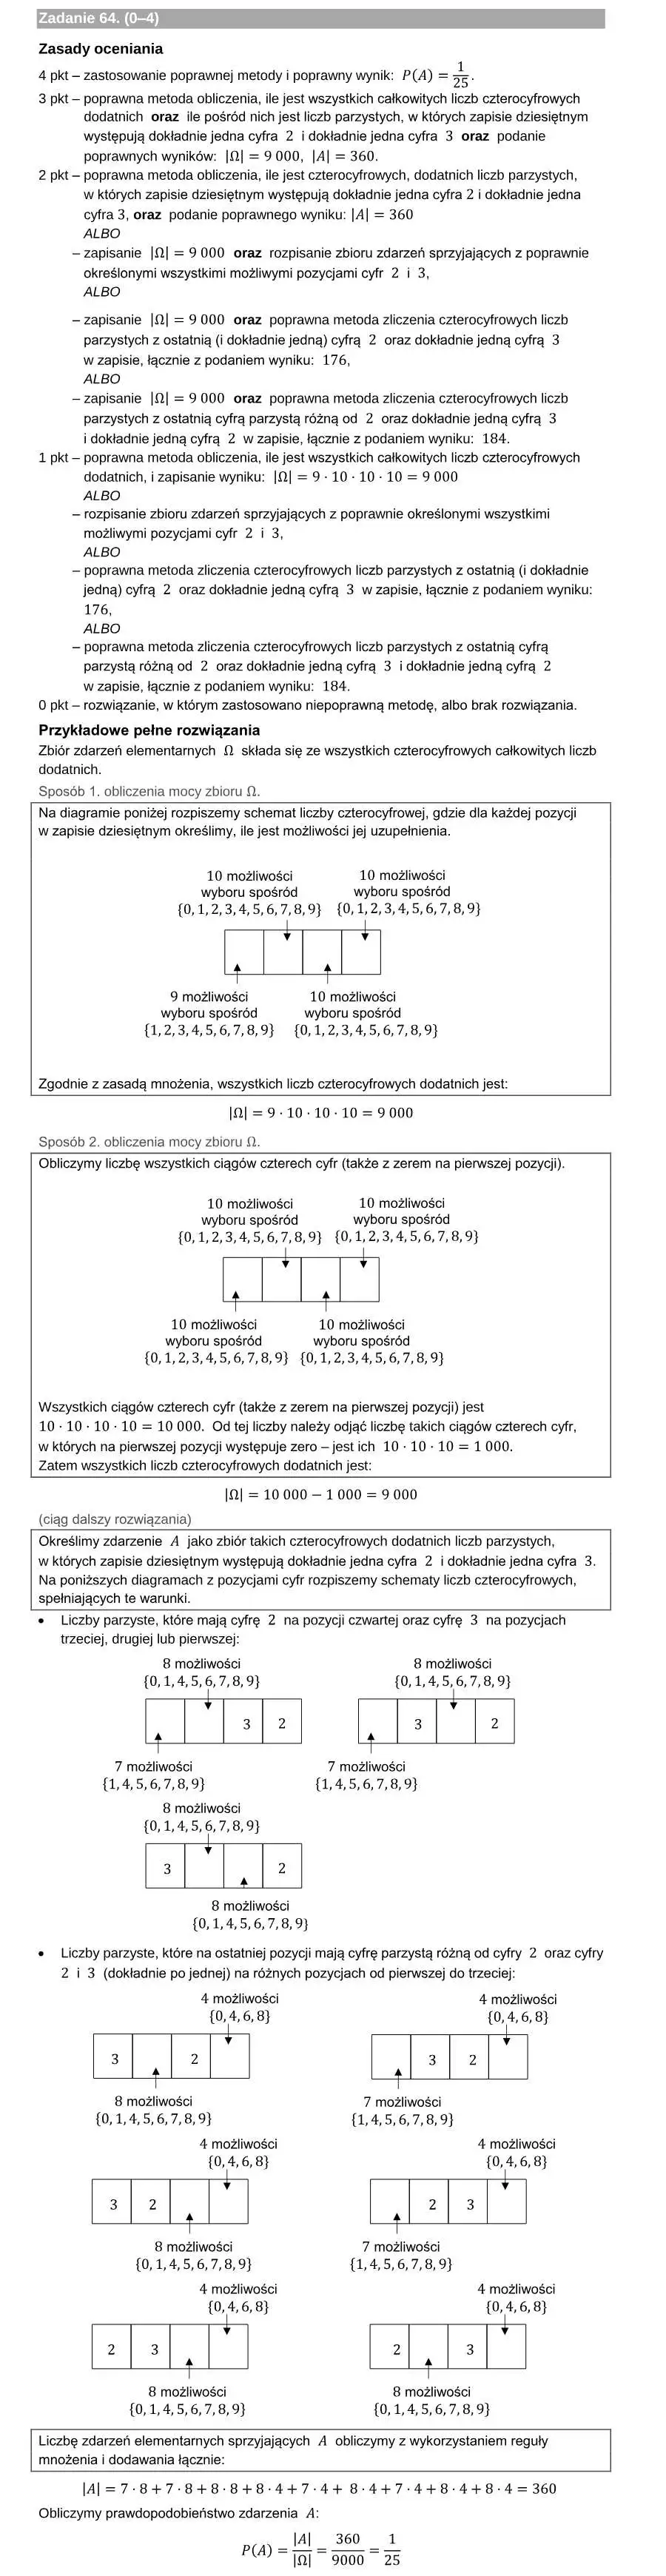 Zadanie 64. (0–4)
Zasady oceniania
4 pkt – zastosowanie poprawnej metody i poprawny wynik: P(A) = 1/25.
3 pkt – poprawna metoda obliczenia, ile jest wszystkich całkowitych liczb czterocyfrowych
dodatnich oraz ile pośród nich jest liczb parzystych, w których zapisie dziesiętnym
występują dokładnie jedna cyfra 2 i dokładnie jedna cyfra 3 oraz podanie
poprawnych wyników: |Ω| = 9 000, |A| = 360.
2 pkt – poprawna metoda obliczenia, ile jest czterocyfrowych, dodatnich liczb parzystych,
w których zapisie dziesiętnym występują dokładnie jedna cyfra 2 i dokładnie jedna
cyfra 3, oraz podanie poprawnego wyniku: |A| = 360
ALBO
– zapisanie |Ω| = 9 000 oraz rozpisanie zbioru zdarzeń sprzyjających z poprawnie
określonymi wszystkimi możliwymi pozycjami cyfr 2 i 3,
ALBO
– zapisanie |Ω| = 9 000 oraz poprawna metoda zliczenia czterocyfrowych liczb
parzystych z ostatnią (i dokładnie jedną) cyfrą 2 oraz dokładnie jedną cyfrą 3
w zapisie, łącznie z podaniem wyniku: 176,
ALBO
– zapisanie |Ω| = 9 000 oraz poprawna metoda zliczenia czterocyfrowych liczb
parzystych z ostatnią cyfrą parzystą różną od 2 oraz dokładnie jedną cyfrą 3
i dokładnie jedną cyfrą 2 w zapisie, łącznie z podaniem wyniku: 184.
1 pkt – poprawna metoda obliczenia, ile jest wszystkich całkowitych liczb czterocyfrowych
dodatnich, i zapisanie wyniku: |Ω| = 9 · 10 · 10 · 10 = 9 000
ALBO
– rozpisanie zbioru zdarzeń sprzyjających z poprawnie określonymi wszystkimi
możliwymi pozycjami cyfr 2 i 3,
ALBO
– poprawna metoda zliczenia czterocyfrowych liczb parzystych z ostatnią (i dokładnie
jedną) cyfrą 2 oraz dokładnie jedną cyfrą 3 w zapisie, łącznie z podaniem wyniku:
176,
ALBO
– poprawna metoda zliczenia czterocyfrowych liczb parzystych z ostatnią cyfrą
parzystą różną od 2 oraz dokładnie jedną cyfrą 3 i dokładnie jedną cyfrą 2
w zapisie, łącznie z podaniem wyniku: 184.
0 pkt – rozwiązanie, w którym zastosowano niepoprawną metodę, albo brak rozwiązania.
Przykładowe pełne rozwiązania
Zbiór zdarzeń elementarnych Ω składa się ze wszystkich czterocyfrowych całkowitych liczb
dodatnich.
Sposób 1. obliczenia mocy zbioru Ω.
Na diagramie poniżej rozpiszemy schemat liczby czterocyfrowej, gdzie dla każdej pozycji
w zapisie dziesiętnym określimy, ile jest możliwości jej uzupełnienia.
10 możliwości 10 możliwości
wyboru spośród wyboru spośród
{0, 1, 2, 3, 4, 5, 6, 7, 8, 9} {0, 1, 2, 3, 4, 5, 6, 7, 8, 9}
9 możliwości 10 możliwości
wyboru spośród wyboru spośród
{1, 2, 3, 4, 5, 6, 7, 8, 9} {0, 1, 2, 3, 4, 5, 6, 7, 8, 9}
Zgodnie z zasadą mnożenia, wszystkich liczb czterocyfrowych dodatnich jest:
|Ω| = 9 · 10 · 10 · 10 = 9 000
Sposób 2. obliczenia mocy zbioru Ω.
Obliczymy liczbę wszystkich ciągów czterech cyfr (także z zerem na pierwszej pozycji).
10 możliwości 10 możliwości
wyboru spośród wyboru spośród
{0, 1, 2, 3, 4, 5, 6, 7, 8, 9} {0, 1, 2, 3, 4, 5, 6, 7, 8, 9}
10 możliwości 10 możliwości
wyboru spośród wyboru spośród
{0, 1, 2, 3, 4, 5, 6, 7, 8, 9} {0, 1, 2, 3, 4, 5, 6, 7, 8, 9}
Wszystkich ciągów czterech cyfr (także z zerem na pierwszej pozycji) jest
10 · 10 · 10 · 10 = 10 000. Od tej liczby należy odjąć liczbę takich ciągów czterech cyfr,
w których na pierwszej pozycji występuje zero – jest ich 10 · 10 · 10 = 1 000.
Zatem wszystkich liczb czterocyfrowych dodatnich jest:
|Ω| = 10 000 − 1 000 = 9 000
(ciąg dalszy rozwiązania)
Określimy zdarzenie A jako zbiór takich czterocyfrowych dodatnich liczb parzystych,
w których zapisie dziesiętnym występują dokładnie jedna cyfra 2 i dokładnie jedna cyfra 3.
Na poniższych diagramach z pozycjami cyfr rozpiszemy schematy liczb czterocyfrowych,
spełniających te warunki.
• Liczby parzyste, które mają cyfrę 2 na pozycji czwartej oraz cyfrę 3 na pozycjach
trzeciej, drugiej lub pierwszej:
8 możliwości 8 możliwości
{0, 1, 4, 5, 6, 7, 8, 9} {0, 1, 4, 5, 6, 7, 8, 9}
3 2 3 2
7 możliwości 7 możliwości
{1, 4, 5, 6, 7, 8, 9} {1, 4, 5, 6, 7, 8, 9}
8 możliwości
{0, 1, 4, 5, 6, 7, 8, 9}
3 2
8 możliwości
{0, 1, 4, 5, 6, 7, 8, 9}
• Liczby parzyste, które na ostatniej pozycji mają cyfrę parzystą różną od cyfry 2 oraz cyfry
2 i 3 (dokładnie po jednej) na różnych pozycjach od pierwszej do trzeciej:
4 możliwości 4 możliwości
{0, 4, 6, 8} {0, 4, 6, 8}
3 2 3 2
8 możliwości 7 możliwości
{0, 1, 4, 5, 6, 7, 8, 9} {1, 4, 5, 6, 7, 8, 9}
4 możliwości 4 możliwości
{0, 4, 6, 8} {0, 4, 6, 8}
3 2 2 3
8 możliwości 7 możliwości
{0, 1, 4, 5, 6, 7, 8, 9} {1, 4, 5, 6, 7, 8, 9}
4 możliwości 4 możliwości
{0, 4, 6, 8} {0, 4, 6, 8}
2 3 2 3
8 możliwości 8 możliwości
{0, 1, 4, 5, 6, 7, 8, 9} {0, 1, 4, 5, 6, 7, 8, 9}
Liczbę zdarzeń elementarnych sprzyjających A obliczymy z wykorzystaniem reguły
mnożenia i dodawania łącznie:
|A| = 7 · 8 + 7 · 8 + 8 · 8 + 8 · 4 + 7 · 4 + 8 · 4 + 7 · 4 + 8 · 4 + 8 · 4 = 360
Obliczymy prawdopodobieństwo zdarzenia A:
P(A) = |A|/|Ω| = 360/9000 = 1/25